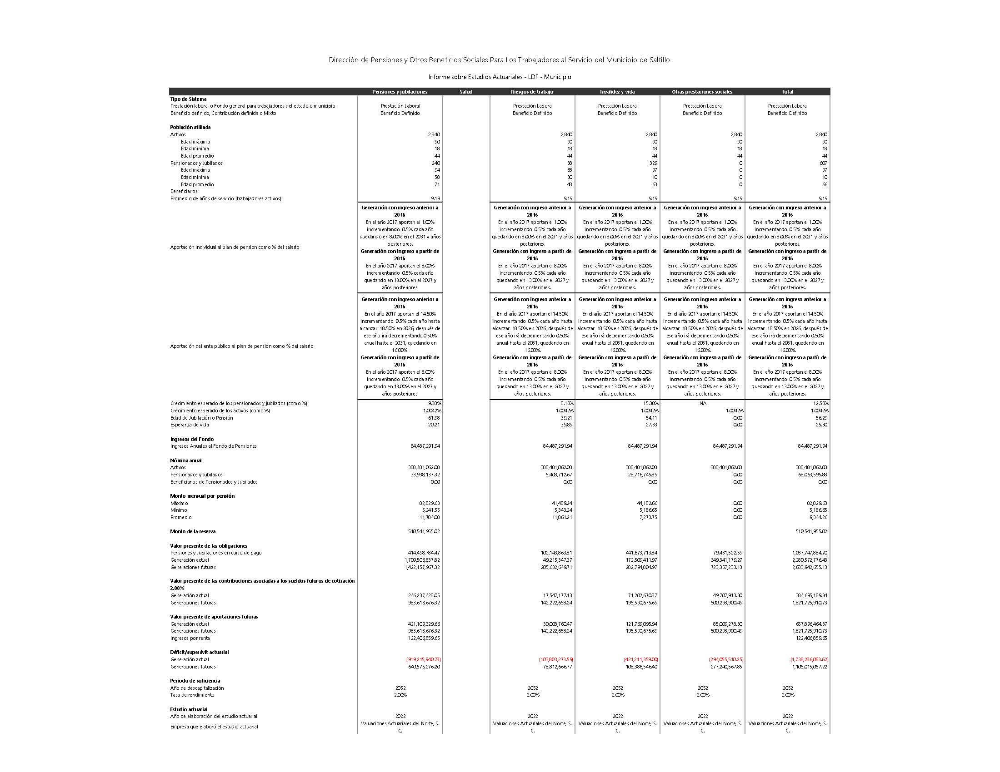 Dirección de Pensiones y Otros Beneficios Sociales Para Los Trabajadores al Servicio del Municipio de Saltillo
Informe sobre Estudios Actuariales - LDF - Municipio
Pensiones y jubilaciones Salud Riesgos de trabajo Invalidez y vida Otras prestaciones sociales Total
Tipo de Sistema
Prestación laboral o Fondo general para trabajadores del estado o municipio Prestación Laboral Prestación Laboral Prestación Laboral Prestación Laboral Prestación Laboral
Beneficio definido, Contribución definida o Mixto Beneficio Definido Beneficio Definido Beneficio Definido Beneficio Definido Beneficio Definido
Población afiliada
Activos 2,840 2,840 2,840 2,840 2,840
Edad máxima 90 90 90 90 90
Edad mínima 18 18 18 18 18
Edad promedio 44 44 44 44 44
Pensionados y Jubilados 240 38 329 0 607
Edad máxima 94 68 97 0 97
Edad mínima 58 30 10 0 10
Edad promedio 71 48 63 0 66
Beneficiarios
Promedio de años de servicio (trabajadores activos) 9.19 9.19 9.19 9.19 9.19
Generación con ingreso anterior a Generación con ingreso anterior a Generación con ingreso anterior a Generación con ingreso anterior a Generación con ingreso anterior a
2016 2016 2016 2016 2016
En el año 2017 aportan el 1.00% En el año 2017 aportan el 1.00% En el año 2017 aportan el 1.00% En el año 2017 aportan el 1.00% En el año 2017 aportan el 1.00%
incrementando 0.5% cada año incrementando 0.5% cada año incrementando 0.5% cada año incrementando 0.5% cada año incrementando 0.5% cada año
quedando en 8.00% en el 2031 y años quedando en 8.00% en el 2031 y años quedando en 8.00% en el 2031 y años quedando en 8.00% en el 2031 y años quedando en 8.00% en el 2031 y años
posteriores. posteriores. posteriores. posteriores. posteriores.
Aportación individual al plan de pensión como % del salario
Generación con ingreso a partír de Generación con ingreso a partír de Generación con ingreso a partír de Generación con ingreso a partír de Generación con ingreso a partír de
2016 2016 2016 2016 2016
En el año 2017 aportan el 8.00% En el año 2017 aportan el 8.00% En el año 2017 aportan el 8.00% En el año 2017 aportan el 8.00% En el año 2017 aportan el 8.00%
incrementando 0.5% cada año incrementando 0.5% cada año incrementando 0.5% cada año incrementando 0.5% cada año incrementando 0.5% cada año
quedando en 13.00% en el 2027 y quedando en 13.00% en el 2027 y quedando en 13.00% en el 2027 y quedando en 13.00% en el 2027 y quedando en 13.00% en el 2027 y
años posteriores. años posteriores. años posteriores. años posteriores. años posteriores.
Generación con ingreso anterior a Generación con ingreso anterior a Generación con ingreso anterior a Generación con ingreso anterior a Generación con ingreso anterior a
2016 2016 2016 2016 2016
En el año 2017 aportan el 14.50% En el año 2017 aportan el 14.50% En el año 2017 aportan el 14.50% En el año 2017 aportan el 14.50% En el año 2017 aportan el 14.50%
incrementando 0.5% cada año hasta incrementando 0.5% cada año hasta incrementando 0.5% cada año hasta incrementando 0.5% cada año hasta incrementando 0.5% cada año hasta
alcanzar 18.50% en 2026, después de alcanzar 18.50% en 2026, después de alcanzar 18.50% en 2026, después de alcanzar 18.50% en 2026, después de alcanzar 18.50% en 2026, después de
ese año irá decrementando 0.50% ese año irá decrementando 0.50% ese año irá decrementando 0.50% ese año irá decrementando 0.50% ese año irá decrementando 0.50%
anual hasta el 2031, quedando en anual hasta el 2031, quedando en anual hasta el 2031, quedando en anual hasta el 2031, quedando en anual hasta el 2031, quedando en
Aportación del ente público al plan de pensión como % del salario
16.00%. 16.00%. 16.00%. 16.00%. 16.00%.
Generación con ingreso a partír de Generación con ingreso a partír de Generación con ingreso a partír de Generación con ingreso a partír de Generación con ingreso a partír de
2016 2016 2016 2016 2016
En el año 2017 aportan el 8.00% En el año 2017 aportan el 8.00% En el año 2017 aportan el 8.00% En el año 2017 aportan el 8.00% En el año 2017 aportan el 8.00%
incrementando 0.5% cada año incrementando 0.5% cada año incrementando 0.5% cada año incrementando 0.5% cada año incrementando 0.5% cada año
quedando en 13.00% en el 2027 y quedando en 13.00% en el 2027 y quedando en 13.00% en el 2027 y quedando en 13.00% en el 2027 y quedando en 13.00% en el 2027 y
años posteriores. años posteriores. años posteriores. años posteriores. años posteriores.
Crecimiento esperado de los pensionados y jubilados (como %) 9.38% 8.15% 15.38% NA 12.55%
Crecimiento esperado de los activos (como %) 1.0042% 1.0042% 1.0042% 1.0042% 1.0042%
Edad de Jubilación o Pensión 61.98 39.21 54.11 0.00 56.29
Esperanza de vida 20.21 39.89 27.33 0.00 25.30
Ingresos del Fondo
Ingresos Anuales al Fondo de Pensiones 84,487,291.94 84,487,291.94 84,487,291.94 84,487,291.94 84,487,291.94
Nómina anual
Activos 388,481,062.08 388,481,062.08 388,481,062.08 388,481,062.08 388,481,062.08
Pensionados y Jubilados 33,938,137.32 5,408,712.67 28,716,745.89 0.00 68,063,595.88
Beneficiarios de Pensionados y Jubilados 0.00 0.00 0.00 0.00 0.00
Monto mensual por pensión
Máximo 82,829.63 41,489.24 44,182.66 0.00 82,829.63
Mínimo 5,241.55 5,343.24 5,186.65 0.00 5,186.65
Promedio 11,784.08 11,861.21 7,273.75 0.00 9,344.26
Monto de la reserva 510,541,955.02 510,541,955.02
Valor presente de las obligaciones
Pensiones y Jubilaciones en curso de pago 414,498,784.47 102,143,863.81 441,673,713.84 79,431,522.59 1,037,747,884.70
Generación actual 1,709,506,837.82 49,215,347.37 172,509,411.97 349,341,179.27 2,280,572,776.43
Generaciones futuras 1,422,157,967.32 205,632,649.71 282,794,804.97 723,357,233.13 2,633,942,655.13
Valor presente de las contribuciones asociadas a los sueldos futuros de cotización
2.00%
Generación actual 246,237,428.05 17,547,177.13 71,202,670.87 49,707,913.30 384,695,189.34
Generaciones futuras 983,613,676.32 142,222,658.24 195,590,675.69 500,298,900.49 1,821,725,910.73
Valor presente de aportaciones futuras
Generación actual 421,109,329.66 30,008,760.47 121,769,095.94 85,009,278.30 657,896,464.37
Generaciones futuras 983,613,676.32 142,222,658.24 195,590,675.69 500,298,900.49 1,821,725,910.73
Ingresos por renta 122,406,859.65 122,406,859.65
Déficit/superávit actuarial
Generación actual (919,215,940.78) (103,803,273.59) (421,211,359.00) (294,055,510.25) (1,738,286,083.62)
Generaciones futuras 640,575,276.20 78,812,666.77 108,386,546.40 277,240,567.85 1,105,015,057.22
Periodo de suficiencia
Año de descapitalización 2052 2052 2052 2052 2052
Tasa de rendimiento 2.00% 2.00% 2.00% 2.00% 2.00%
Estudio actuarial
Año de elaboración del estudio actuarial 2022 2022 2022 2022 2022
Empresa que elaboró el estudio actuarial Valuaciones Actuariales del Norte, S. Valuaciones Actuariales del Norte, S. Valuaciones Actuariales del Norte, S. Valuaciones Actuariales del Norte, S. Valuaciones Actuariales del Norte, S.
C. C. C. C. C.